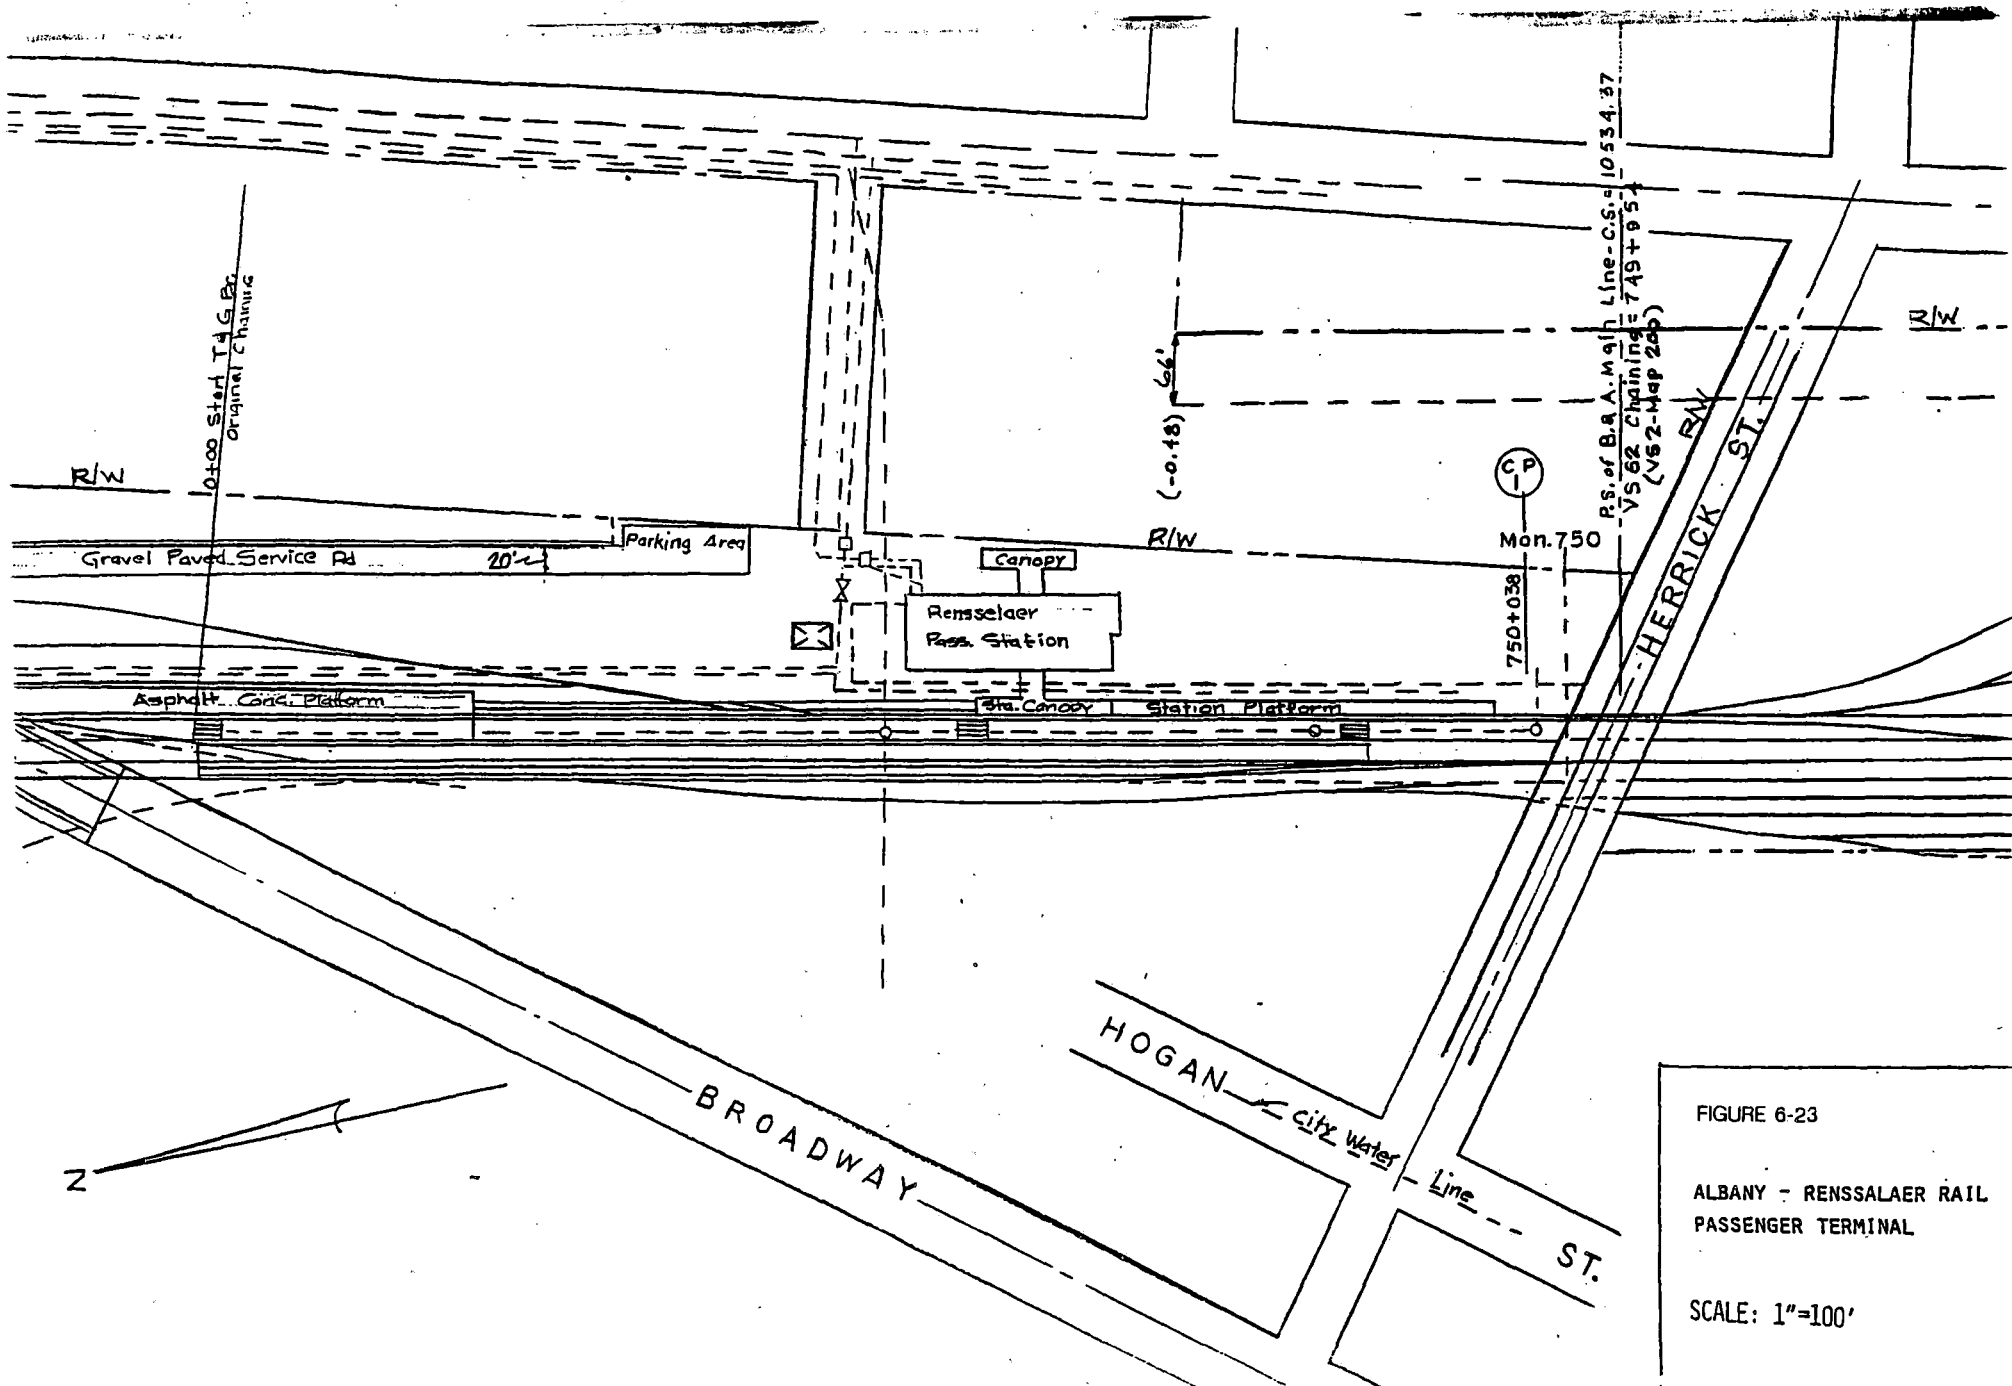 P.S. of B.&A. Main Line-C.S.= 10534.37
VS 62 Chaining = 749+954
(VS2-Map 200)
0+00 Start T&G Br.
Original Chaining
R/W
66'
(-0.48)
R/W
R/W
C P
1
R/W
Mon. 750
750+038
HERRICK ST.
Gravel Paved Service Rd
20'
Parking Area
R/W
Canopy
Rensselaer
Pass. Station
Asphalt Conc. Platform
Sta. Canopy
Station Platform
BROADWAY
HOGAN ST.
City Water Line
Z
FIGURE 6-23
ALBANY - RENSSALAER RAIL
PASSENGER TERMINAL
SCALE: 1"=100'